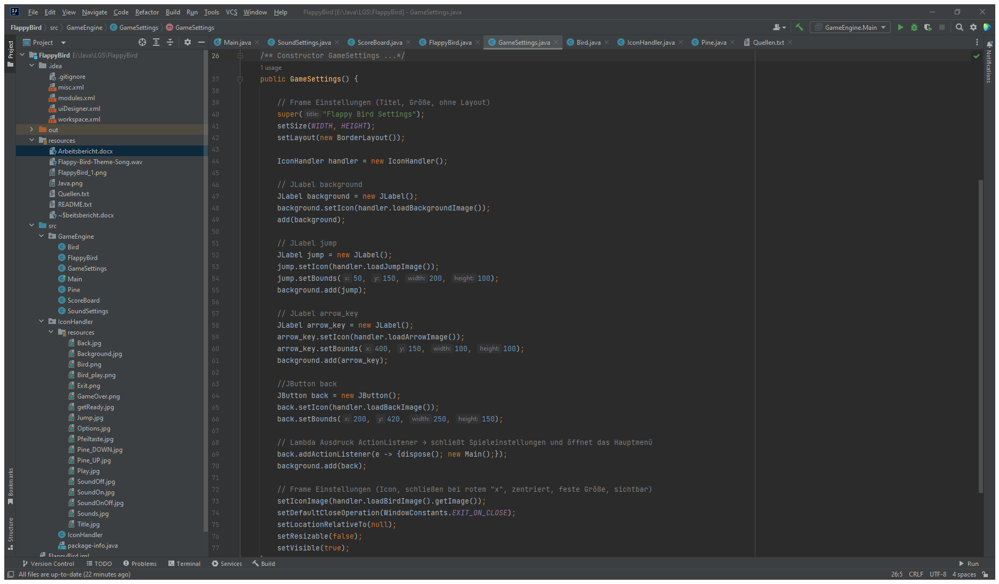 File Edit View Navigate Code Refactor Build Run Tools VCS Window Help FlappyBird [E:\Java\LGS\FlappyBird] - GameSettings.java
FlappyBird src GameEngine GameSettings GameSettings GameEngine.Main
Project Main.java SoundSettings.java ScoreBoard.java FlappyBird.java GameSettings.java Bird.java IconHandler.java Pine.java Quellen.txt
Project
Bookmarks
Structure
Notifications
FlappyBird E:\Java\LGS\FlappyBird
.idea
.gitignore
misc.xml
modules.xml
uiDesigner.xml
workspace.xml
out
resources
Arbeitsbericht.docx
Flappy-Bird-Theme-Song.wav
FlappyBird_1.png
Java.png
Quellen.txt
README.txt
~$beitsbericht.docx
src
GameEngine
Bird
FlappyBird
GameSettings
Main
Pine
ScoreBoard
SoundSettings
IconHandler
resources
Back.jpg
Background.jpg
Bird.png
Bird_play.png
Exit.png
GameOver.png
getReady.jpg
Jump.jpg
Options.jpg
Pfeiltaste.jpg
Pine_DOWN.jpg
Pine_UP.jpg
Play.jpg
SoundOff.jpg
SoundOn.jpg
SoundOnOff.jpg
Sounds.jpg
Title.jpg
IconHandler
package-info.java
FlappyBird.iml
26 /** Constructor GameSettings ...*/
1 usage
37 public GameSettings() {
38
39 // Frame Einstellungen (Titel, Größe, ohne Layout)
40 super( title: "Flappy Bird Settings");
41 setSize(WIDTH, HEIGHT);
42 setLayout(new BorderLayout());
43
44 IconHandler handler = new IconHandler();
45
46 // JLabel background
47 JLabel background = new JLabel();
48 background.setIcon(handler.loadBackgroundImage());
49 add(background);
50
51 // JLabel jump
52 JLabel jump = new JLabel();
53 jump.setIcon(handler.loadJumpImage());
54 jump.setBounds( x: 50, y: 150, width: 200, height: 100);
55 background.add(jump);
56
57 // JLabel arrow_key
58 JLabel arrow_key = new JLabel();
59 arrow_key.setIcon(handler.loadArrowImage());
60 arrow_key.setBounds( x: 400, y: 150, width: 100, height: 100);
61 background.add(arrow_key);
62
63 //JButton back
64 JButton back = new JButton();
65 back.setIcon(handler.loadBackImage());
66 back.setBounds( x: 200, y: 420, width: 250, height: 150);
67
68 // Lambda Ausdruck ActionListener → schließt Spieleinstellungen und öffnet das Hauptmenü
69 back.addActionListener(e -> {dispose(); new Main();});
70 background.add(back);
71
72 // Frame Einstellungen (Icon, schließen bei rotem "x", zentriert, feste Größe, sichtbar)
73 setIconImage(handler.loadBirdImage().getImage());
74 setDefaultCloseOperation(WindowConstants.EXIT_ON_CLOSE);
75 setLocationRelativeTo(null);
76 setResizable(false);
77 setVisible(true);
Version Control TODO Problems Terminal Services Build Run
All files are up-to-date (22 minutes ago) 26:5 CRLF UTF-8 4 spaces